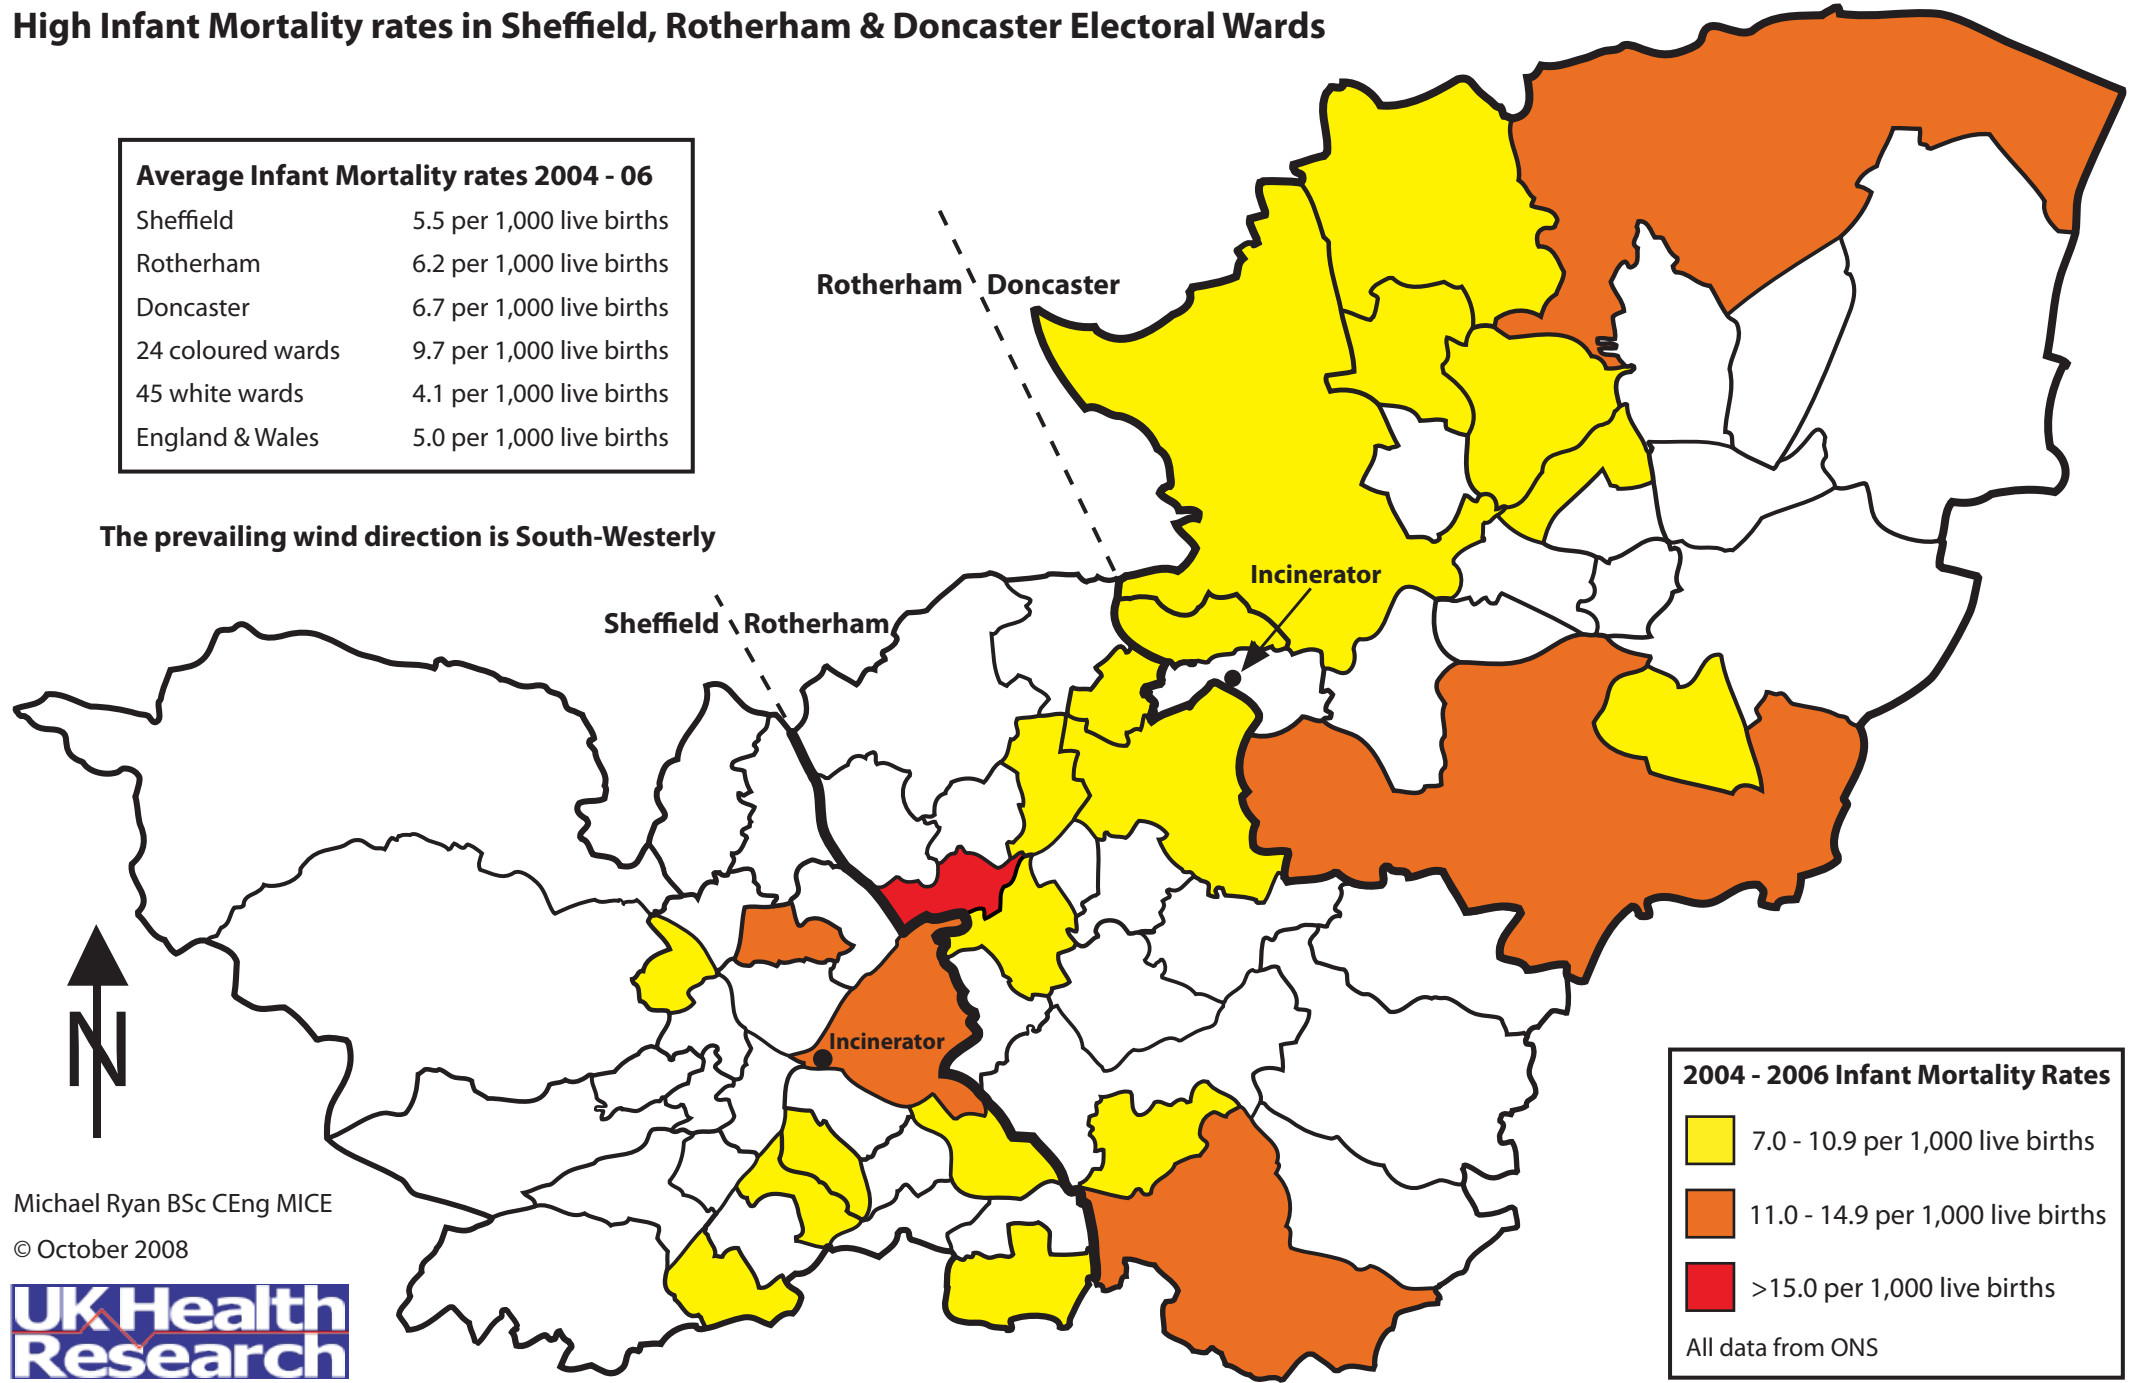 High Infant Mortality rates in Sheffield, Rotherham & Doncaster Electoral Wards
Average Infant Mortality rates 2004 - 06
Sheffield 5.5 per 1,000 live births
Rotherham 6.2 per 1,000 live births
Doncaster 6.7 per 1,000 live births
24 coloured wards 9.7 per 1,000 live births
45 white wards 4.1 per 1,000 live births
England & Wales 5.0 per 1,000 live births
Rotherham Doncaster
The prevailing wind direction is South-Westerly
Incinerator
Sheffield Rotherham
Incinerator
N
2004 - 2006 Infant Mortality Rates
7.0 - 10.9 per 1,000 live births
11.0 - 14.9 per 1,000 live births
>15.0 per 1,000 live births
All data from ONS
Michael Ryan BSc CEng MICE
© October 2008
UK Health
Research